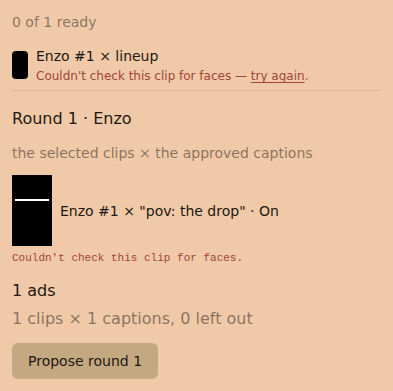 0 of 1 ready
Enzo #1 × lineup
Couldn't check this clip for faces — try again.
Round 1 · Enzo
the selected clips × the approved captions
Enzo #1 × "pov: the drop" · On
Couldn't check this clip for faces.
1 ads
1 clips × 1 captions, 0 left out
Propose round 1